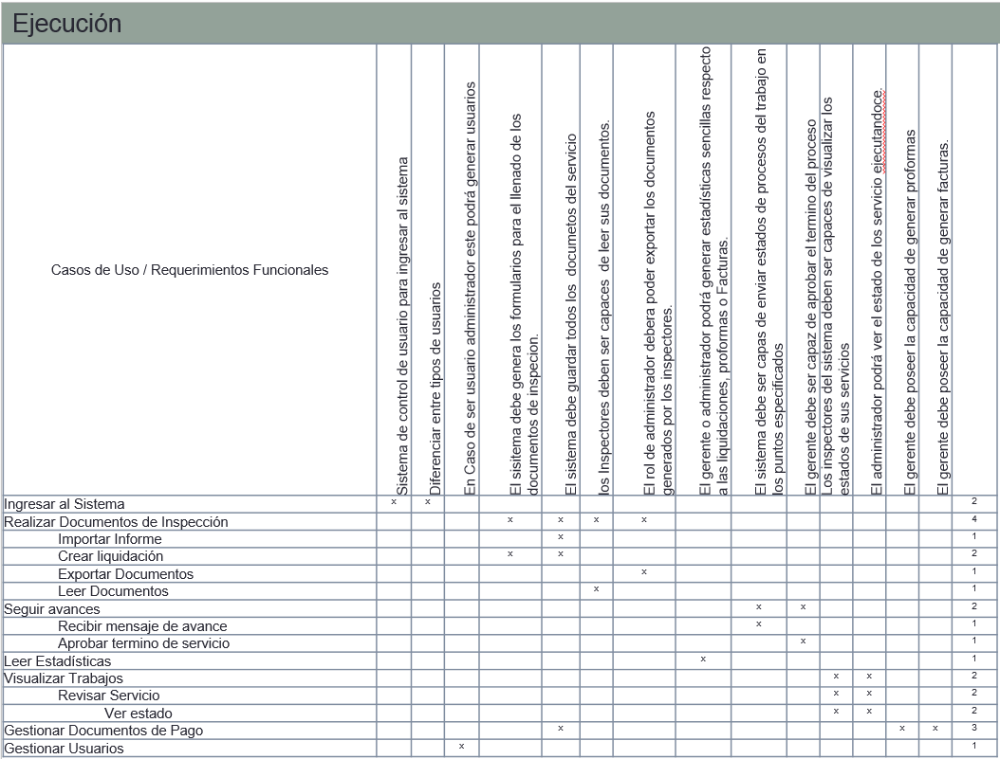 Ejecución
Casos de Uso / Requerimientos Funcionales
Sistema de control de usuario para ingresar al sistema
Diferenciar entre tipos de usuarios
En Caso de ser usuario administrador este podrá generar usuarios
El sisitema debe genera los formularios para el llenado de los
documentos de inspecion.
El sistema debe guardar todos los documetos del servicio
los Inspectores deben ser capaces de leer sus documentos.
El rol de administrador debera poder exportar los documentos
generados por los inspectores.
El gerente o administrador podrá generar estadísticas sencillas respecto
a las liquidaciones, proformas o Facturas.
El sistema debe ser capas de enviar estados de procesos del trabajo en
los puntos especificados
El gerente debe ser capaz de aprobar el termino del proceso
Los inspectores del sistema deben ser capaces de visualizar los
estados de sus servicios
El administrador podrá ver el estado de los servicio ejecutandoce.
El gerente debe poseer la capacidad de generar proformas
El gerente debe poseer la capacidad de generar facturas.
Ingresar al Sistema x x 2
Realizar Documentos de Inspección x x x x 4
Importar Informe x 1
Crear liquidación x x 2
Exportar Documentos x 1
Leer Documentos x 1
Seguir avances x x 2
Recibir mensaje de avance x 1
Aprobar termino de servicio x 1
Leer Estadísticas x 1
Visualizar Trabajos x x 2
Revisar Servicio x x 2
Ver estado x x 2
Gestionar Documentos de Pago x x x 3
Gestionar Usuarios x 1